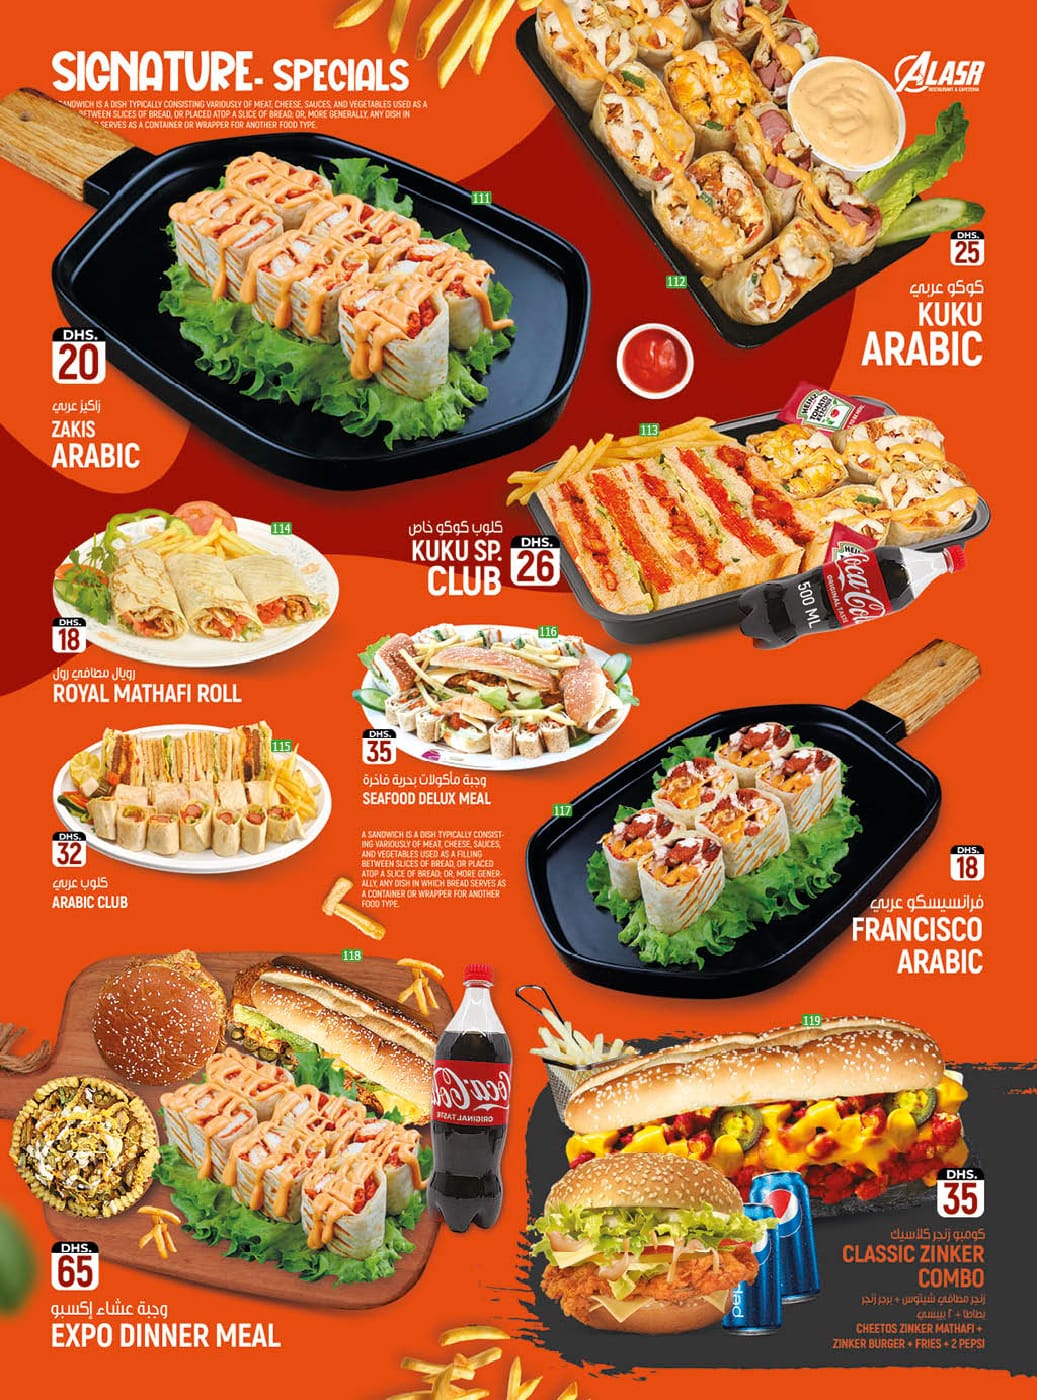 SIGNATURE- SPECIALS
SANDWICH IS A DISH TYPICALLY CONSISTING VARIOUSLY OF MEAT, CHEESE, SAUCES, AND VEGETABLES USED AS A
BETWEEN SLICES OF BREAD, OR PLACED ATOP A SLICE OF BREAD; OR, MORE GENERALLY, ANY DISH IN
SERVES AS A CONTAINER OR WRAPPER FOR ANOTHER FOOD TYPE.
ALASR
RESTAURANT & CAFETERIA
111
DHS.
20
زاكيز عربي
ZAKIS
ARABIC
112
DHS.
25
كوكو عربي
KUKU
ARABIC
113
HEINZ
TOMATO
KETCHUP
كلوب كوكو خاص
KUKU SP.
CLUB
DHS.
26
Coca-Cola
ORIGINAL TASTE
500 ML
114
DHS.
18
رويال مطافي رول
ROYAL MATHAFI ROLL
116
DHS.
35
وجبة مأكولات بحرية فاخرة
SEAFOOD DELUX MEAL
115
DHS.
32
كلوب عربي
ARABIC CLUB
A SANDWICH IS A DISH TYPICALLY CONSIST-
ING VARIOUSLY OF MEAT, CHEESE, SAUCES,
AND VEGETABLES USED AS A FILLING
BETWEEN SLICES OF BREAD, OR PLACED
ATOP A SLICE OF BREAD; OR, MORE GENER-
ALLY, ANY DISH IN WHICH BREAD SERVES AS
A CONTAINER OR WRAPPER FOR ANOTHER
FOOD TYPE.
117
DHS.
18
فرانسيسكو عربي
FRANCISCO
ARABIC
118
Coca-Cola
ORIGINAL TASTE
DHS.
65
وجبة عشاء إكسبو
EXPO DINNER MEAL
119
DHS.
35
كومبو زنجر كلاسيك
CLASSIC ZINKER
COMBO
زنجر مطافي شيتوس + برجر زنجر
بطاطا + ٢ بيبسي
CHEETOS ZINKER MATHAFI +
ZINKER BURGER + FRIES + 2 PEPSI